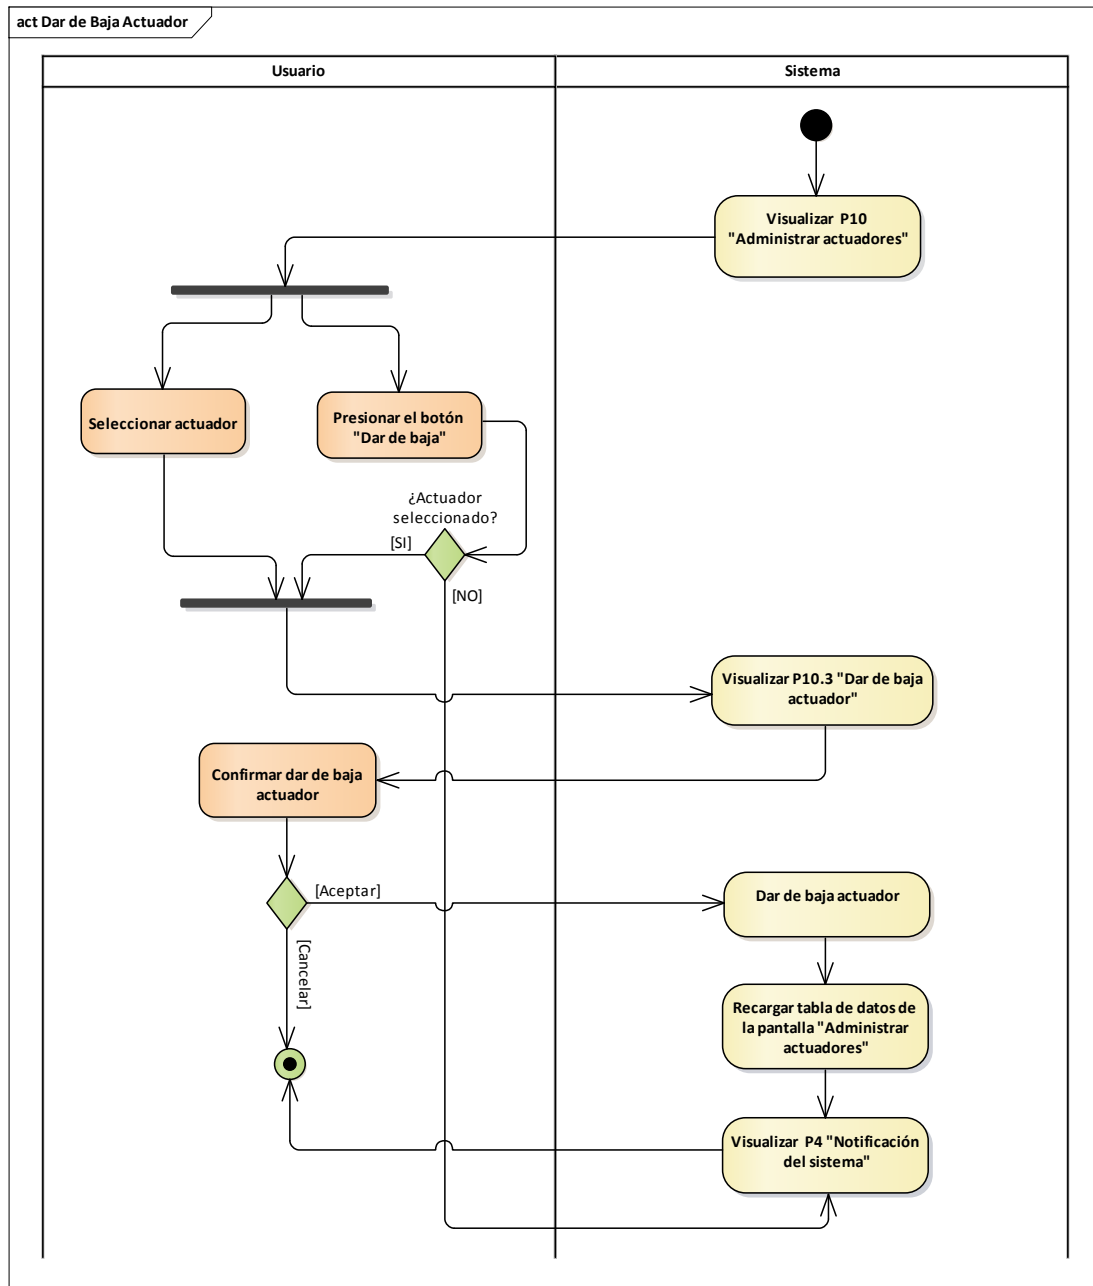 act Dar de Baja Actuador
Usuario
Sistema
Visualizar P10
"Administrar actuadores"
Seleccionar actuador
Presionar el botón
"Dar de baja"
¿Actuador
seleccionado?
[SI]
[NO]
Visualizar P10.3 "Dar de baja
actuador"
Confirmar dar de baja
actuador
[Aceptar]
Dar de baja actuador
[Cancelar]
Recargar tabla de datos de
la pantalla "Administrar
actuadores"
Visualizar P4 "Notificación
del sistema"